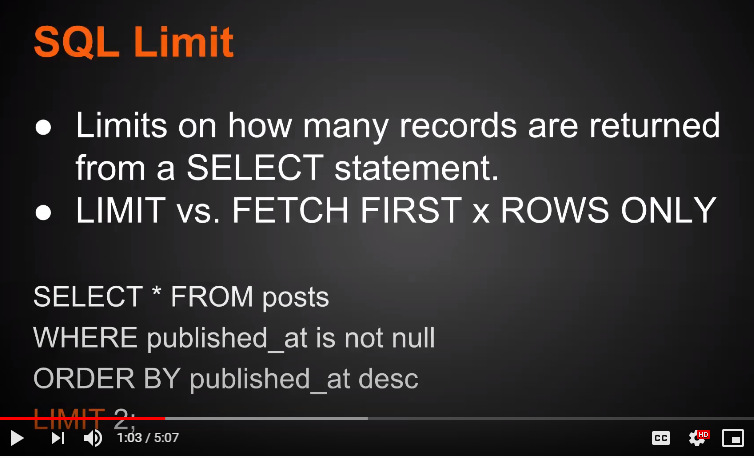 SQL Limit
● Limits on how many records are returned
from a SELECT statement.
● LIMIT vs. FETCH FIRST x ROWS ONLY
SELECT * FROM posts
WHERE published_at is not null
ORDER BY published_at desc
LIMIT 2;
1:03 / 5:07
CC
HD